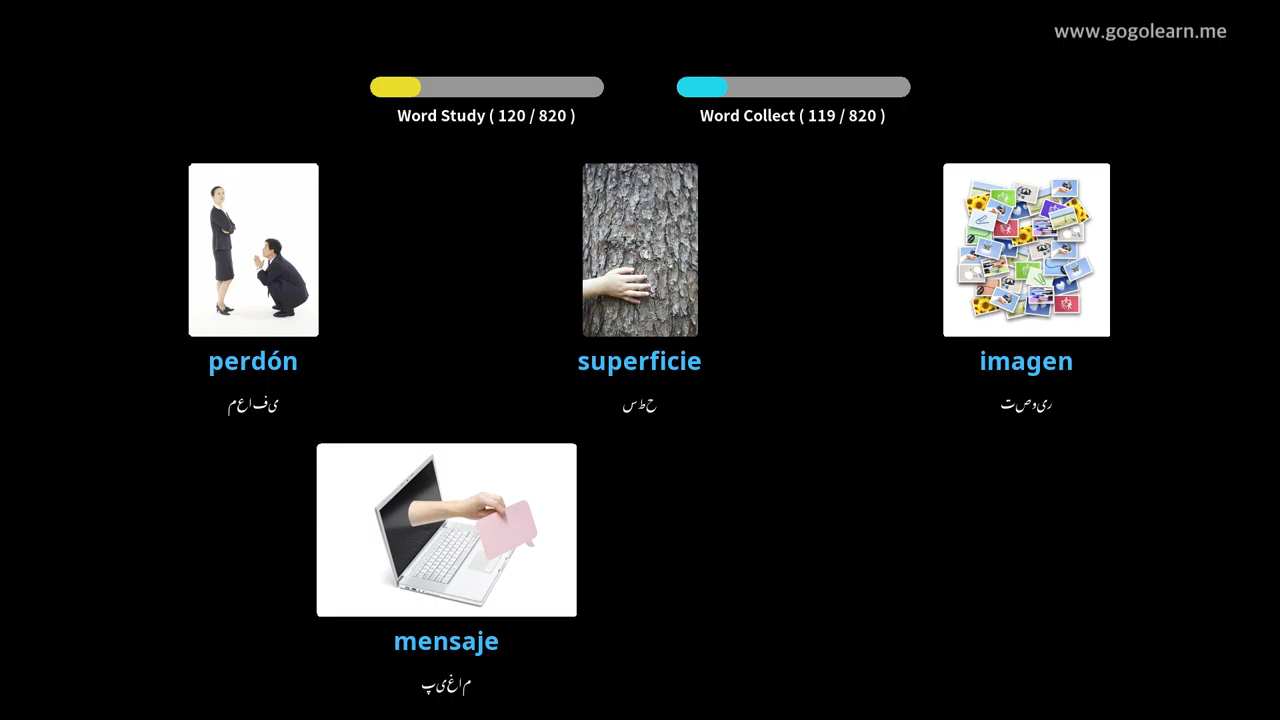 www.gogolearn.me
Word Study ( 120 / 820 )
Word Collect ( 119 / 820 )
perdón
معافی
superficie
سطح
imagen
تصویر
mensaje
پیغام